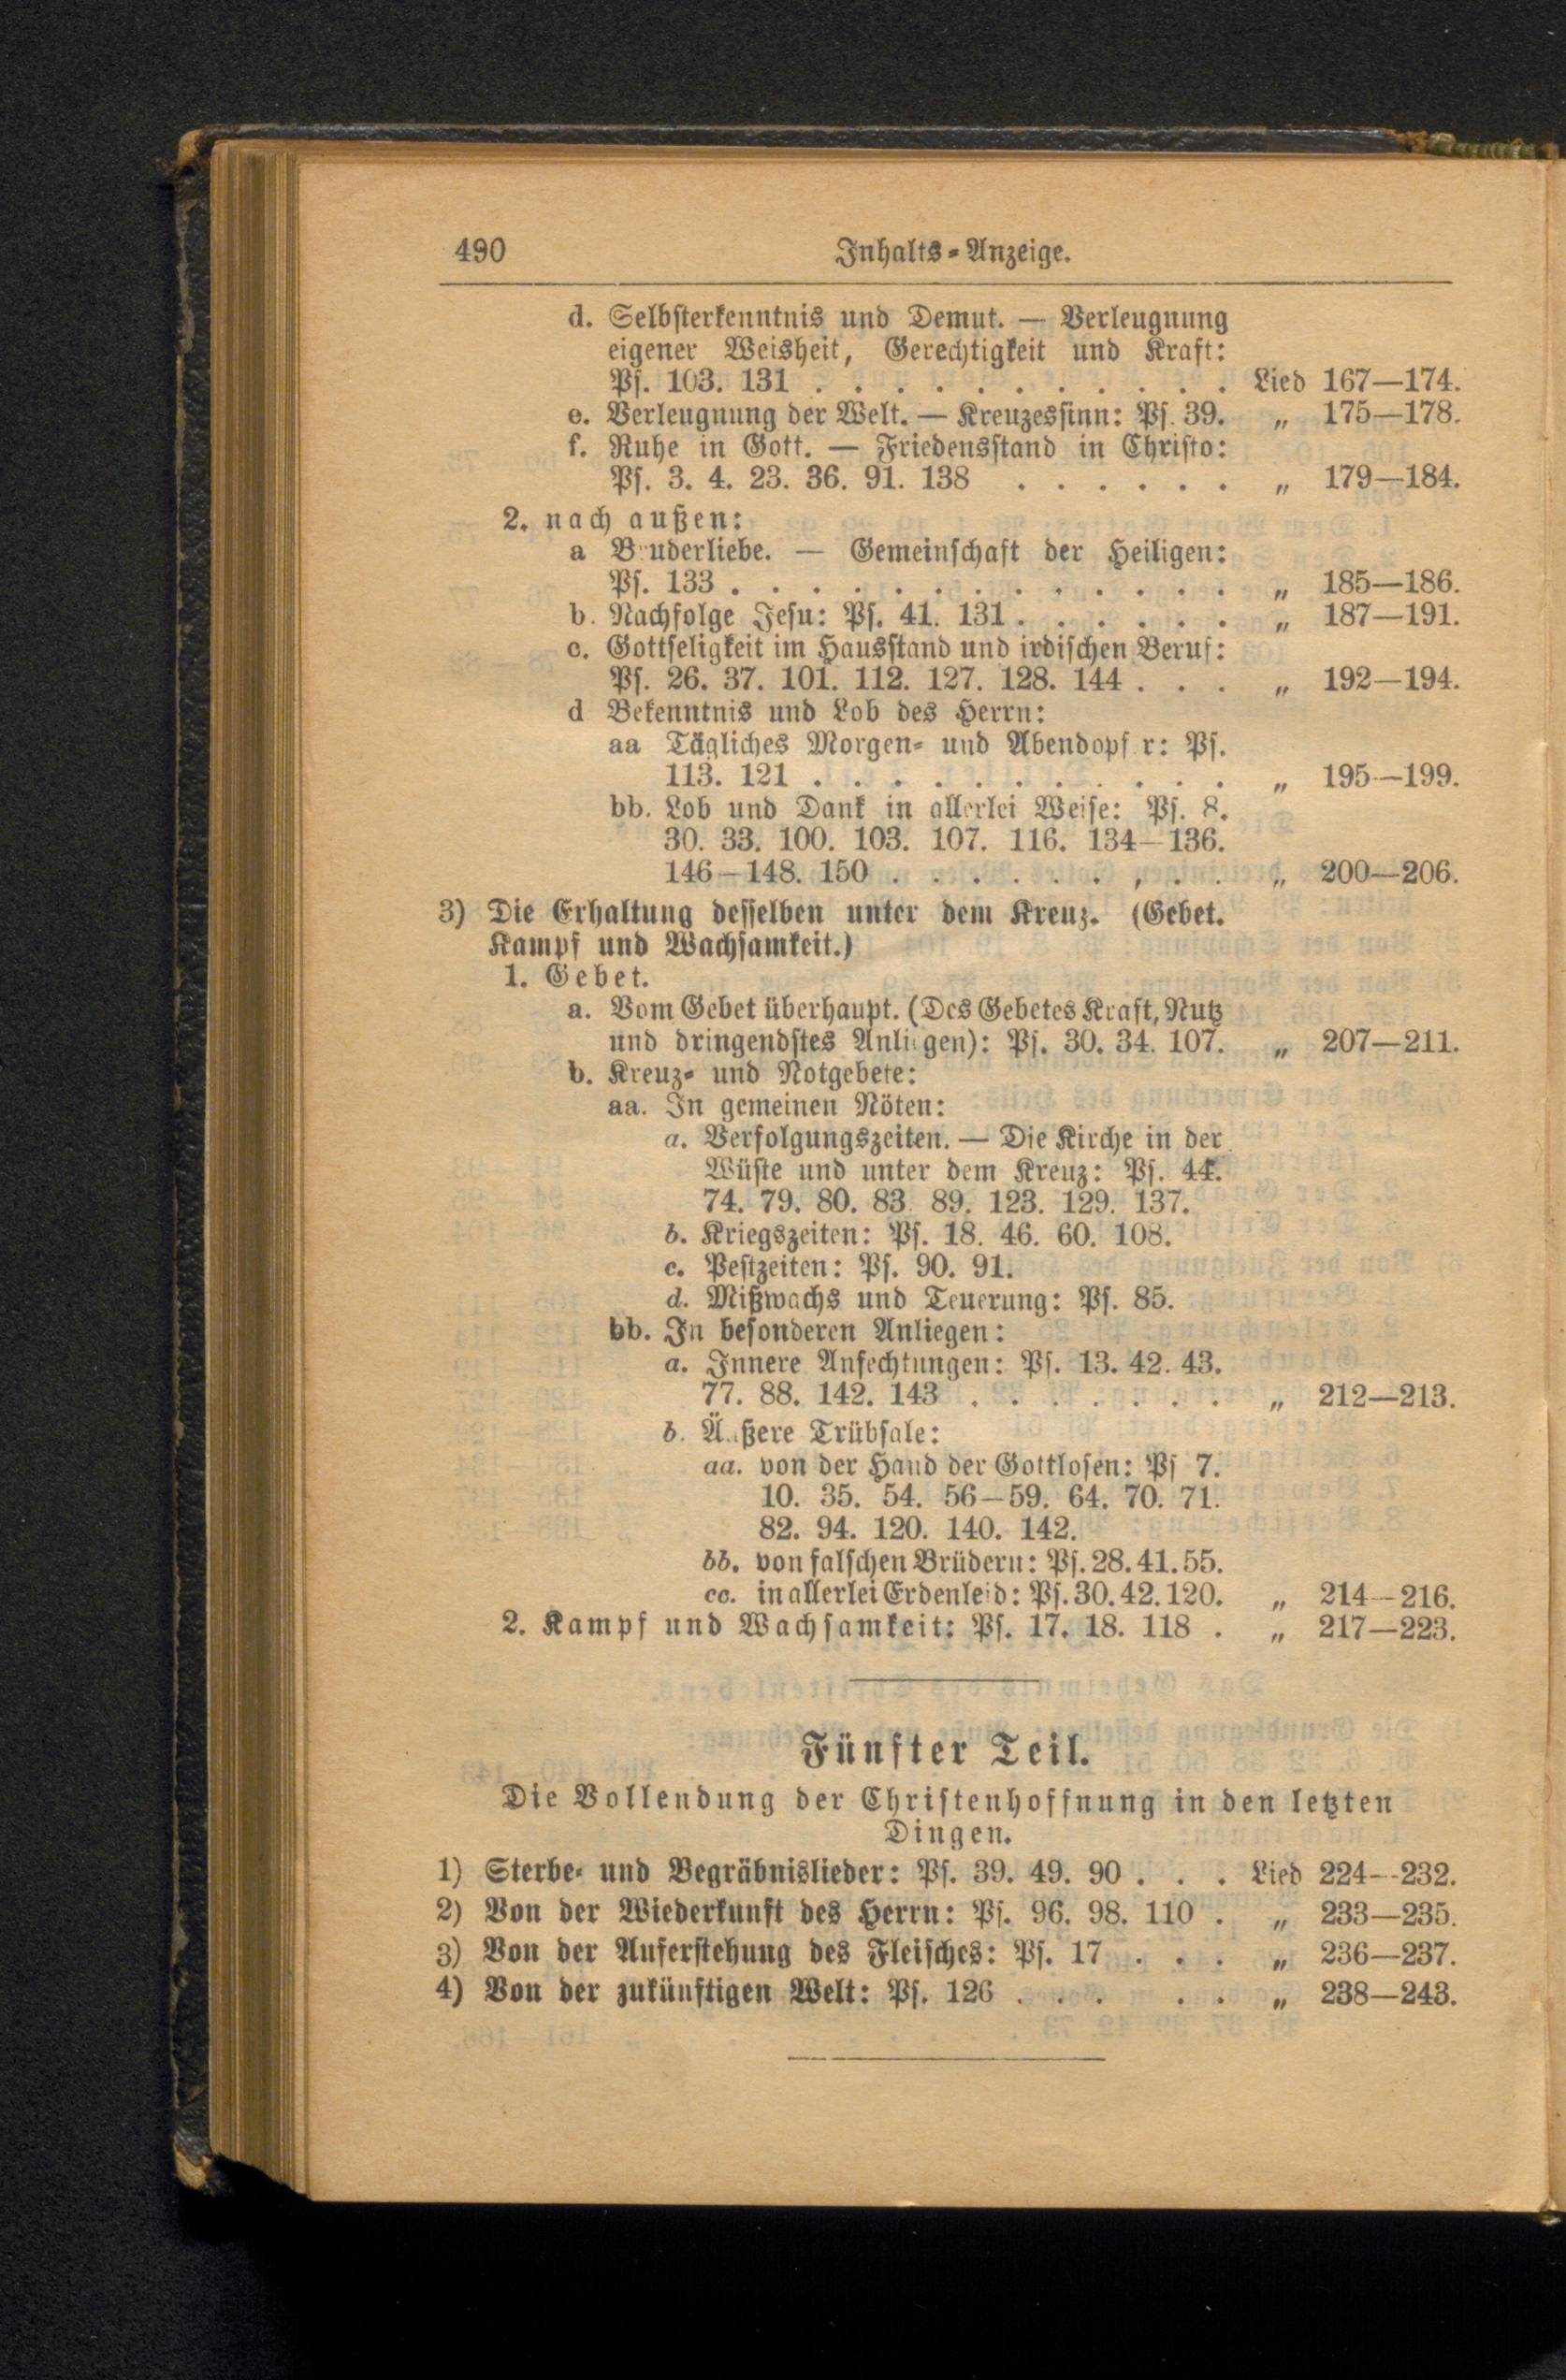 490 Inhalts-Anzeige.
d. Selbsterkenntnis und Demut. — Verleugnung
eigener Weisheit, Gerechtigkeit und Kraft:
Ps. 103. 131 . . . . . . . . . . . Lied 167—174.
e. Verleugnung der Welt. — Kreuzessinn: Ps. 39. „ 175—178.
f. Ruhe in Gott. — Friedensstand in Christo:
Ps. 3. 4. 23. 36. 91. 138 . . . . . . „ 179—184.
2. nach außen:
a Bruderliebe. — Gemeinschaft der Heiligen:
Ps. 133 . . . . . . . . . . . . . „ 185—186.
b. Nachfolge Jesu: Ps. 41. 131 . . . . . . „ 187—191.
c. Gottseligkeit im Hausstand und irdischen Beruf:
Ps. 26. 37. 101. 112. 127. 128. 144 . . . „ 192—194.
d Bekenntnis und Lob des Herrn:
aa Tägliches Morgen- und Abendopf r: Ps.
113. 121 . . . . . . . . . . . „ 195—199.
bb. Lob und Dank in allerlei Weise: Ps. 8.
30. 33. 100. 103. 107. 116. 134—136.
146—148. 150 . . . . . . , . . „ 200—206.
3) Die Erhaltung desselben unter dem Kreuz. (Gebet.
Kampf und Wachsamkeit.)
1. Gebet.
a. Vom Gebet überhaupt. (Des Gebetes Kraft, Nutz
und dringendstes Anliegen): Ps. 30. 34. 107. „ 207—211.
b. Kreuz- und Notgebete:
aa. In gemeinen Nöten:
a. Verfolgungszeiten. — Die Kirche in der
Wüste und unter dem Kreuz: Ps. 44.
74. 79. 80. 83. 89. 123. 129. 137.
b. Kriegszeiten: Ps. 18. 46. 60. 108.
c. Pestzeiten: Ps. 90. 91.
d. Mißwachs und Teuerung: Ps. 85.
bb. In besonderen Anliegen:
a. Innere Anfechtungen: Ps. 13. 42. 43.
77. 88. 142. 143 . . . . . . . „ 212—213.
b. Äußere Trübsale:
aa. von der Hand der Gottlosen: Ps 7.
10. 35. 54. 56—59. 64. 70. 71.
82. 94. 120. 140. 142.
bb. von falschen Brüdern: Ps. 28. 41. 55.
cc. in allerlei Erdenleid: Ps. 30. 42. 120. „ 214—216.
2. Kampf und Wachsamkeit: Ps. 17. 18. 118 . „ 217—223.
Fünfter Teil.
Die Vollendung der Christenhoffnung in den letzten
Dingen.
1) Sterbe- und Begräbnislieder: Ps. 39. 49. 90 . . . Lied 224—232.
2) Von der Wiederkunft des Herrn: Ps. 96. 98. 110 . „ 233—235.
3) Von der Auferstehung des Fleisches: Ps. 17 . . . „ 236—237.
4) Von der zukünftigen Welt: Ps. 126 . . . . . „ 238—243.